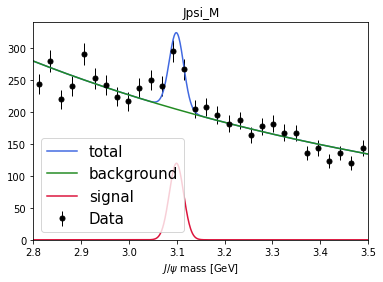 Jpsi_M
300
250
200
150
100
50
0
total
background
signal
Data
2.8 2.9 3.0 3.1 3.2 3.3 3.4 3.5
J/ψ mass [GeV]